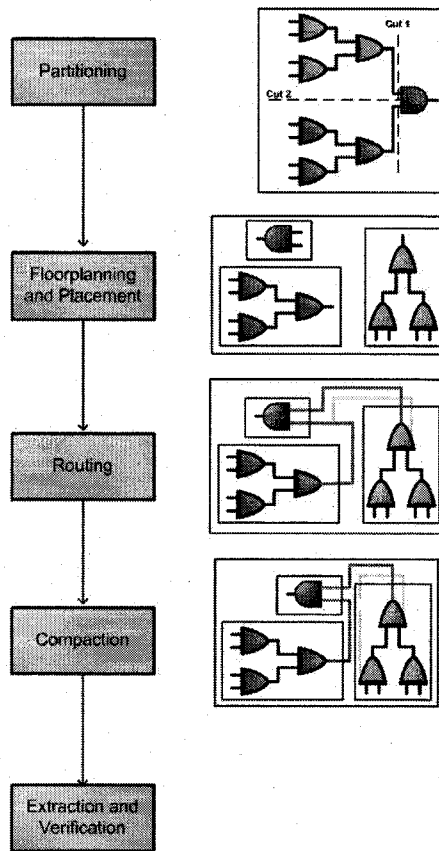 Partitioning
Cut 1
Cut 2
Floorplanning
and Placement
Routing
Compaction
Extraction and
Verification